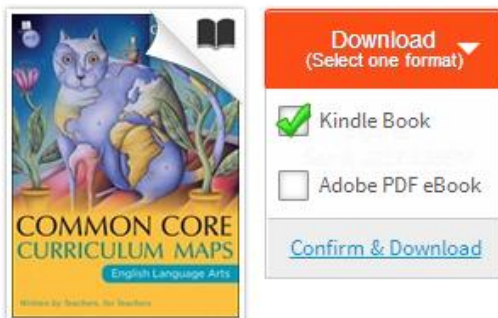 COMMON CORE
CURRICULUM MAPS
English Language Arts
Written by Teachers, for Teachers
Download
(Select one format)
Kindle Book
Adobe PDF eBook
Confirm & Download